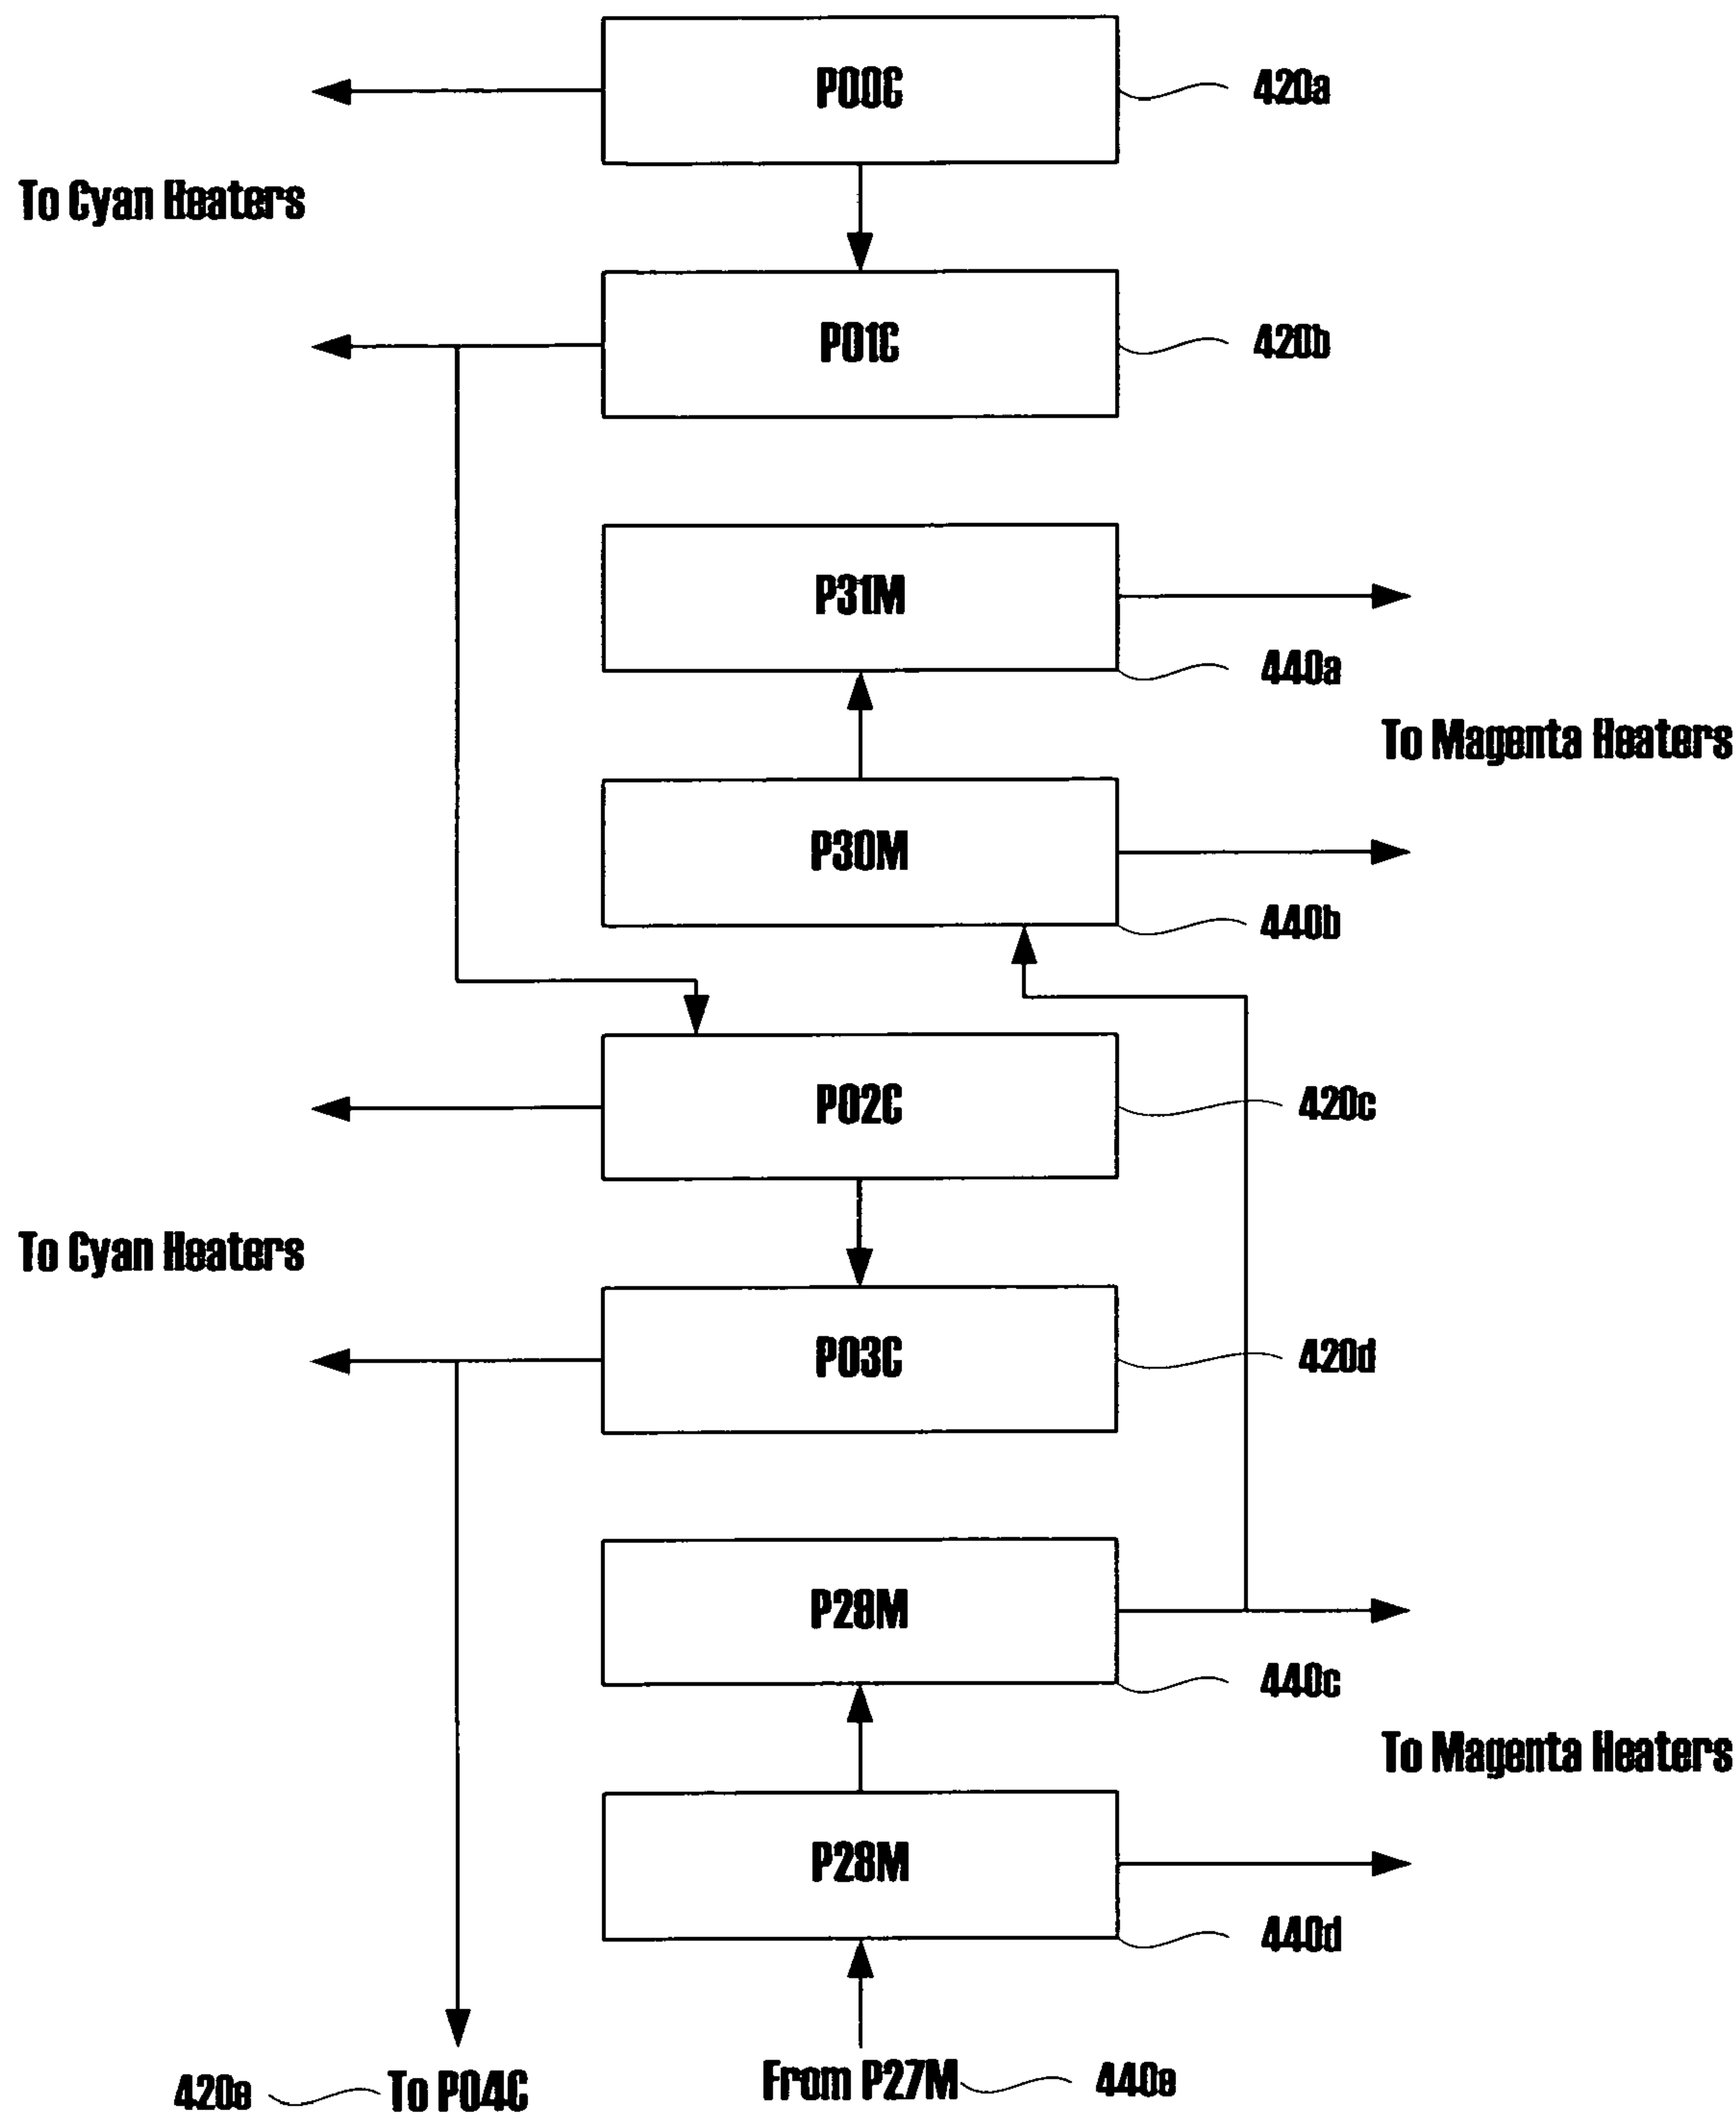 P00C
420a
To Cyan Heaters
P01C
420b
P31M
440a
To Magenta Heaters
P30M
440b
P02C
420c
To Cyan Heaters
P03C
420d
P29M
440c
To Magenta Heaters
P28M
440d
From P27M
440e
420e
To P04C